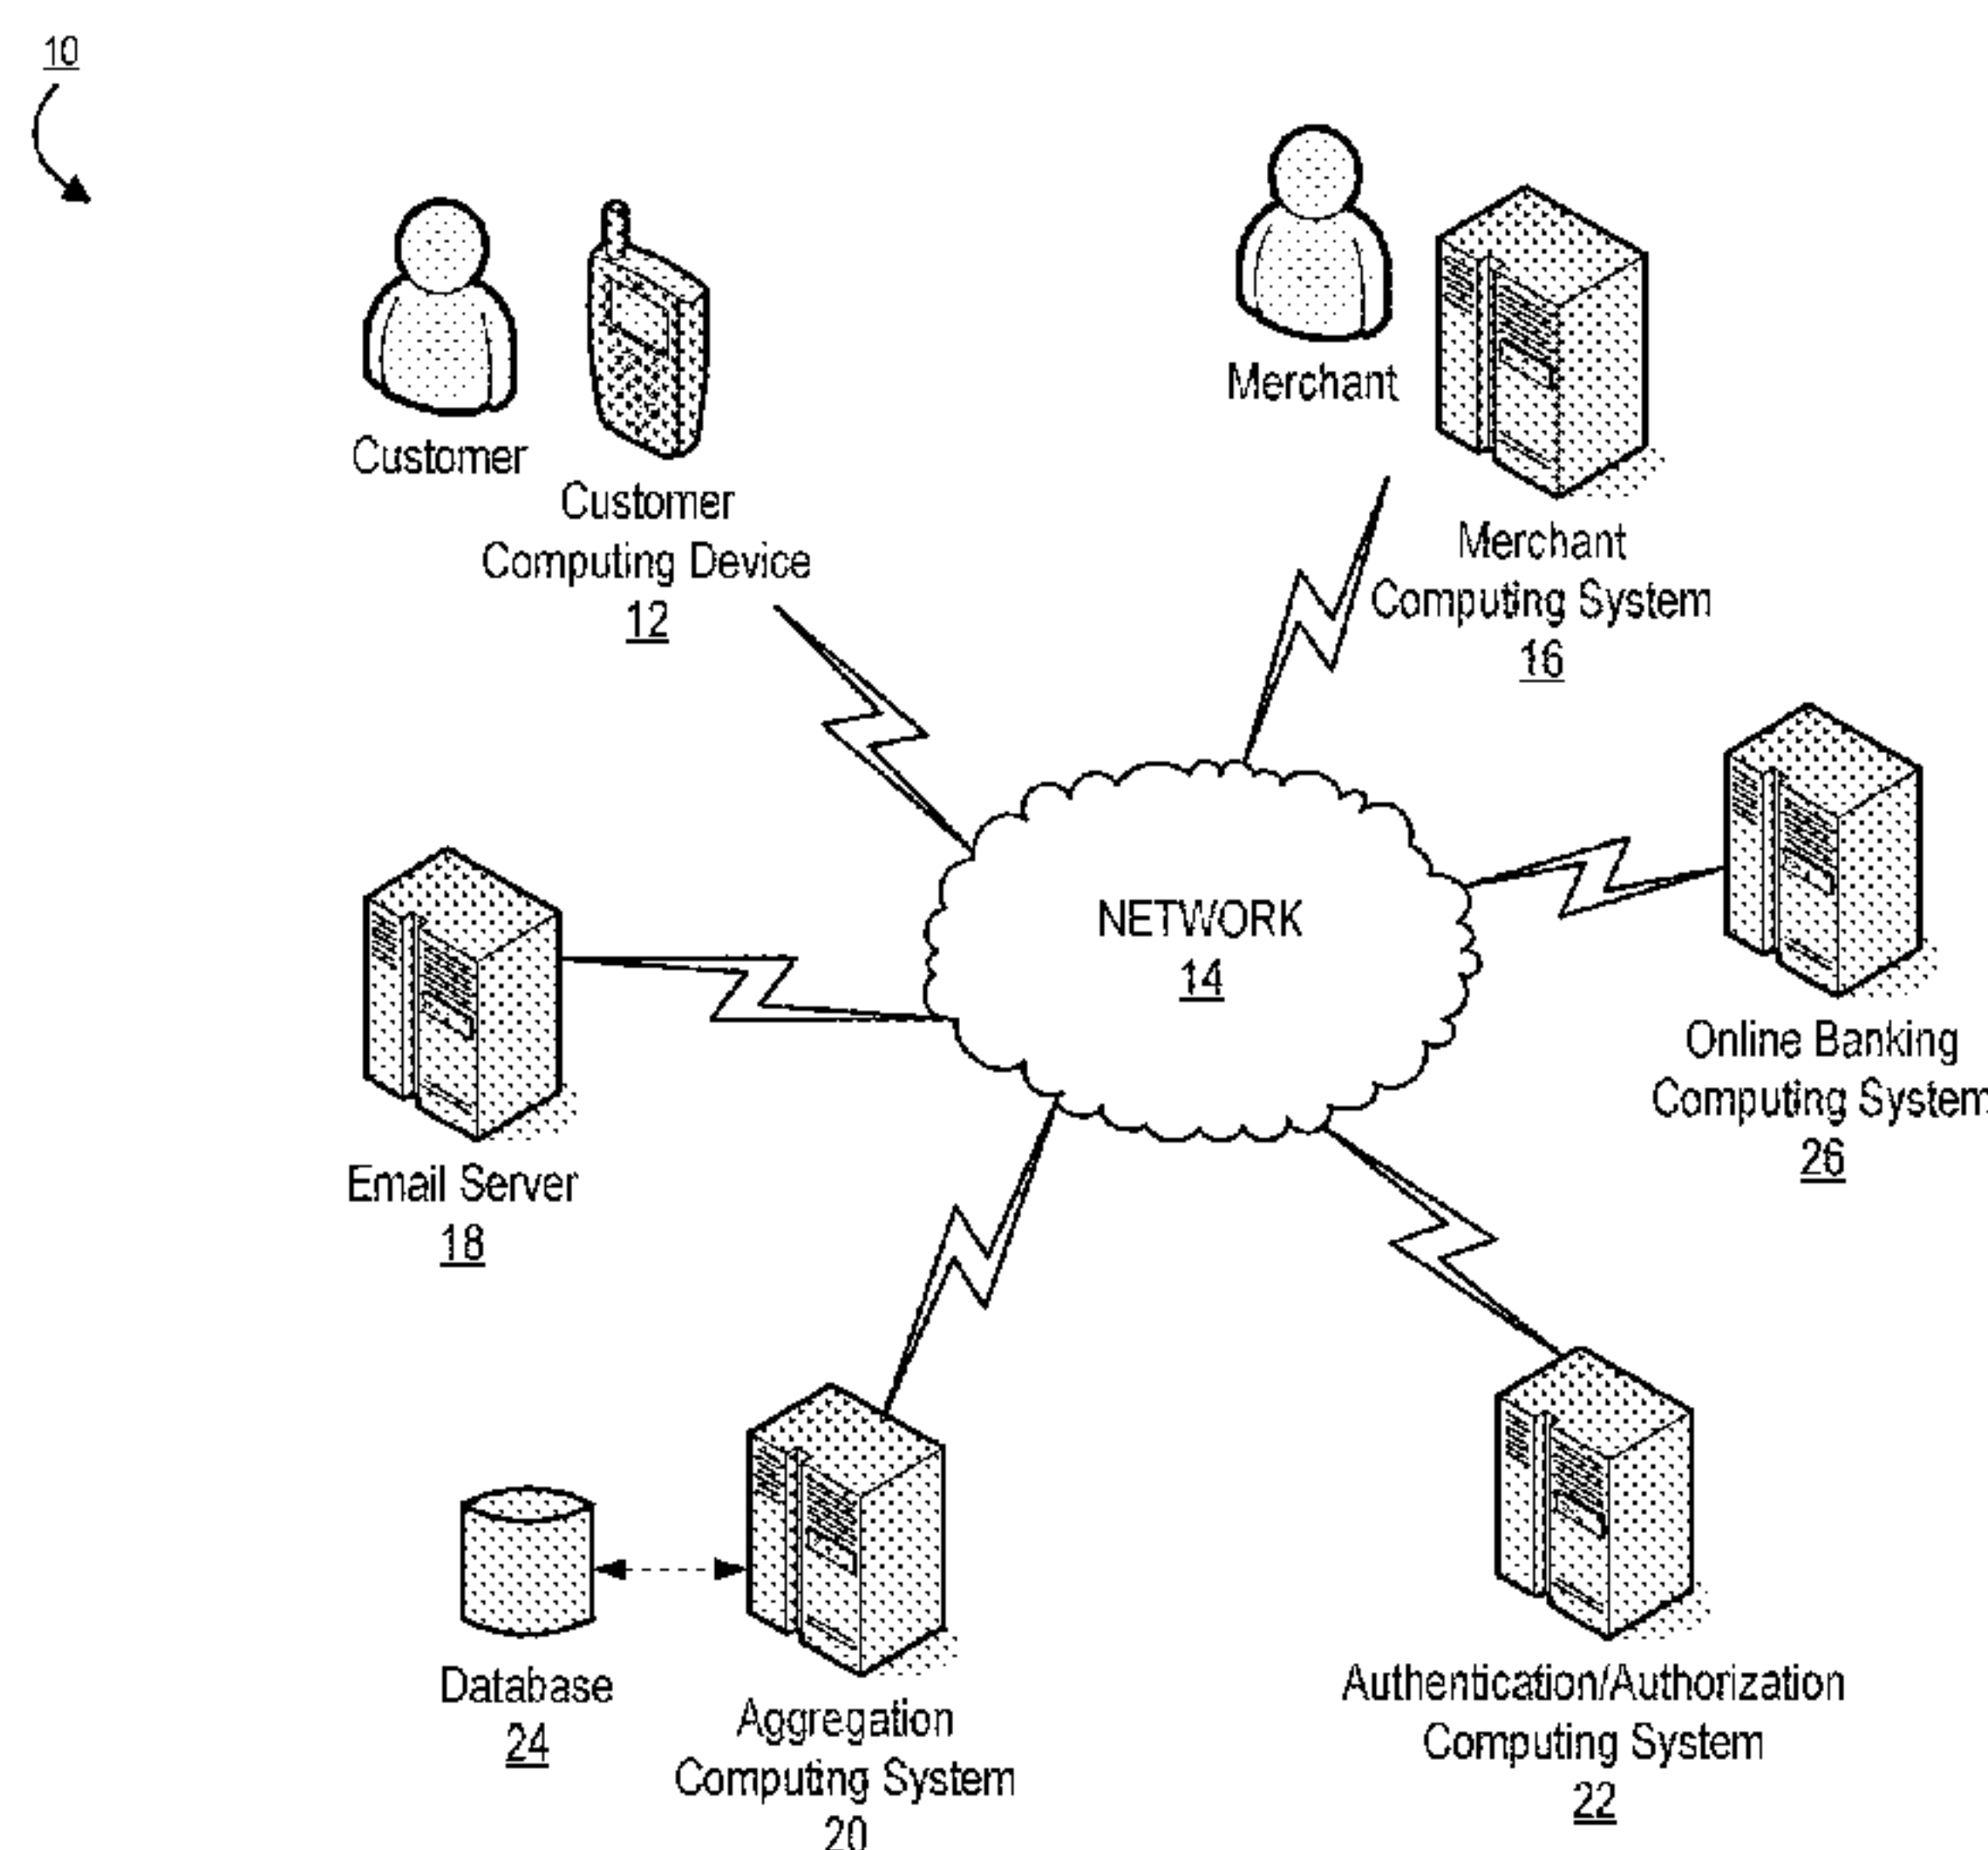 10
Customer
Customer
Computing Device
12
Merchant
Merchant
Computing System
16
NETWORK
14
Online Banking
Computing System
26
Email Server
18
Database
24
Aggregation
Computing System
20
Authentication/Authorization
Computing System
22